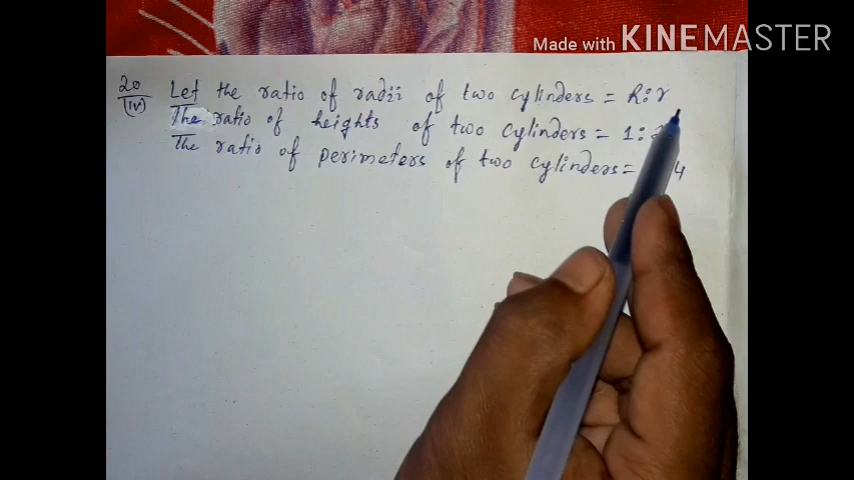 Made with KINEMASTER
20 (iv) Let the ratio of radii of two cylinders = R:r
The ratio of heights of two cylinders = 1:
The ratio of perimeters of two cylinders = 4